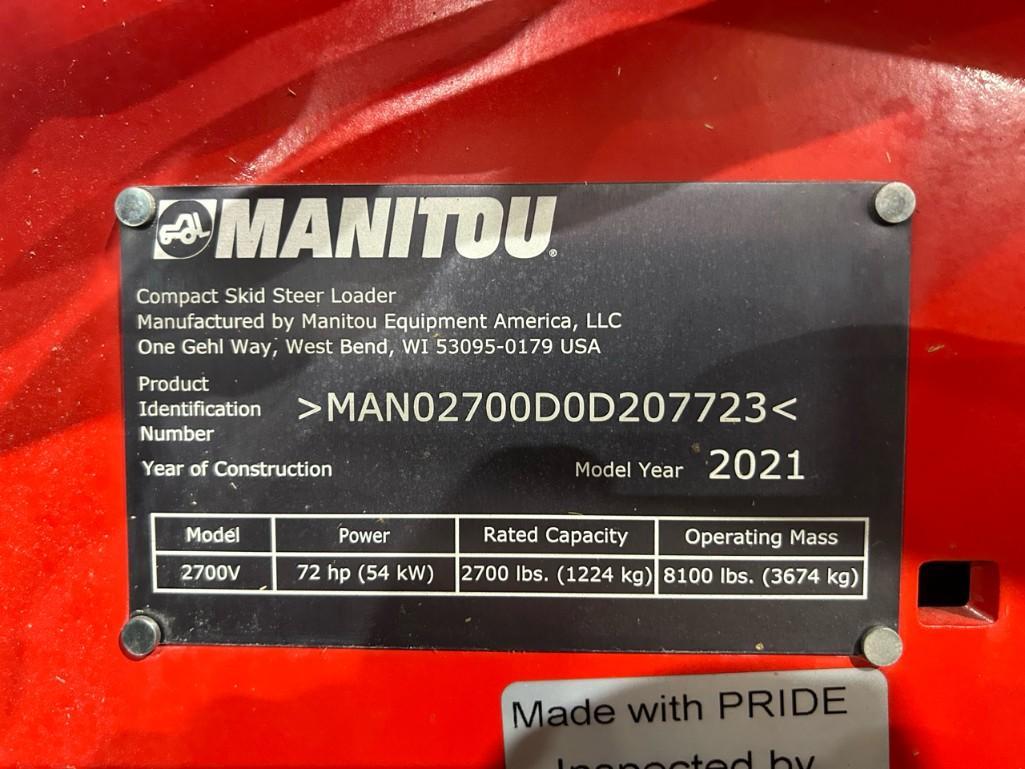 MANITOU®
Compact Skid Steer Loader
Manufactured by Manitou Equipment America, LLC
One Gehl Way, West Bend, WI 53095-0179 USA
Product
Identification >MAN02700D0D207723<
Number
Year of Construction Model Year 2021
Model Power Rated Capacity Operating Mass
2700V 72 hp (54 kW) 2700 lbs. (1224 kg) 8100 lbs. (3674 kg)
Made with PRIDE
Inspected by